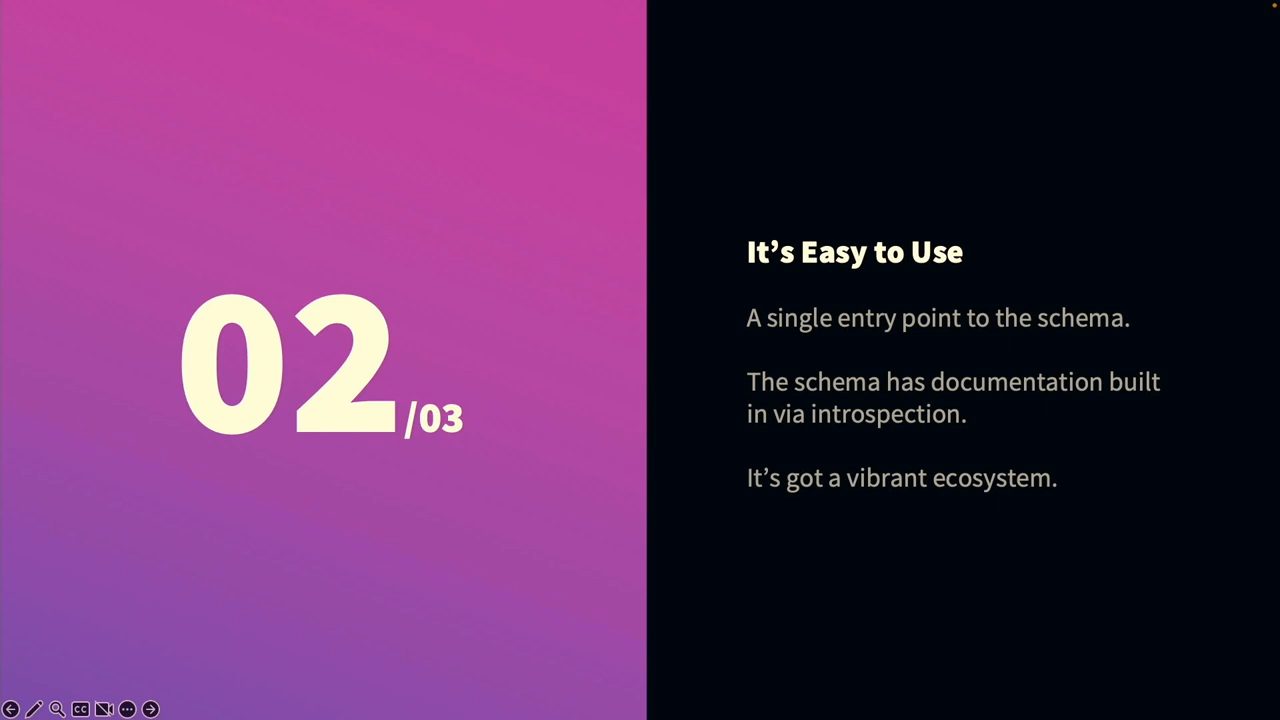 02/03
It’s Easy to Use
A single entry point to the schema.
The schema has documentation built
in via introspection.
It’s got a vibrant ecosystem.
CC